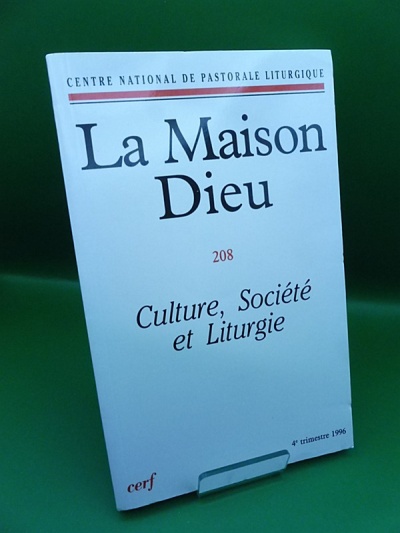 CENTRE NATIONAL DE PASTORALE LITURGIQUE
La Maison
Dieu
208
Culture, Société
et Liturgie
4e trimestre 1996
cerf